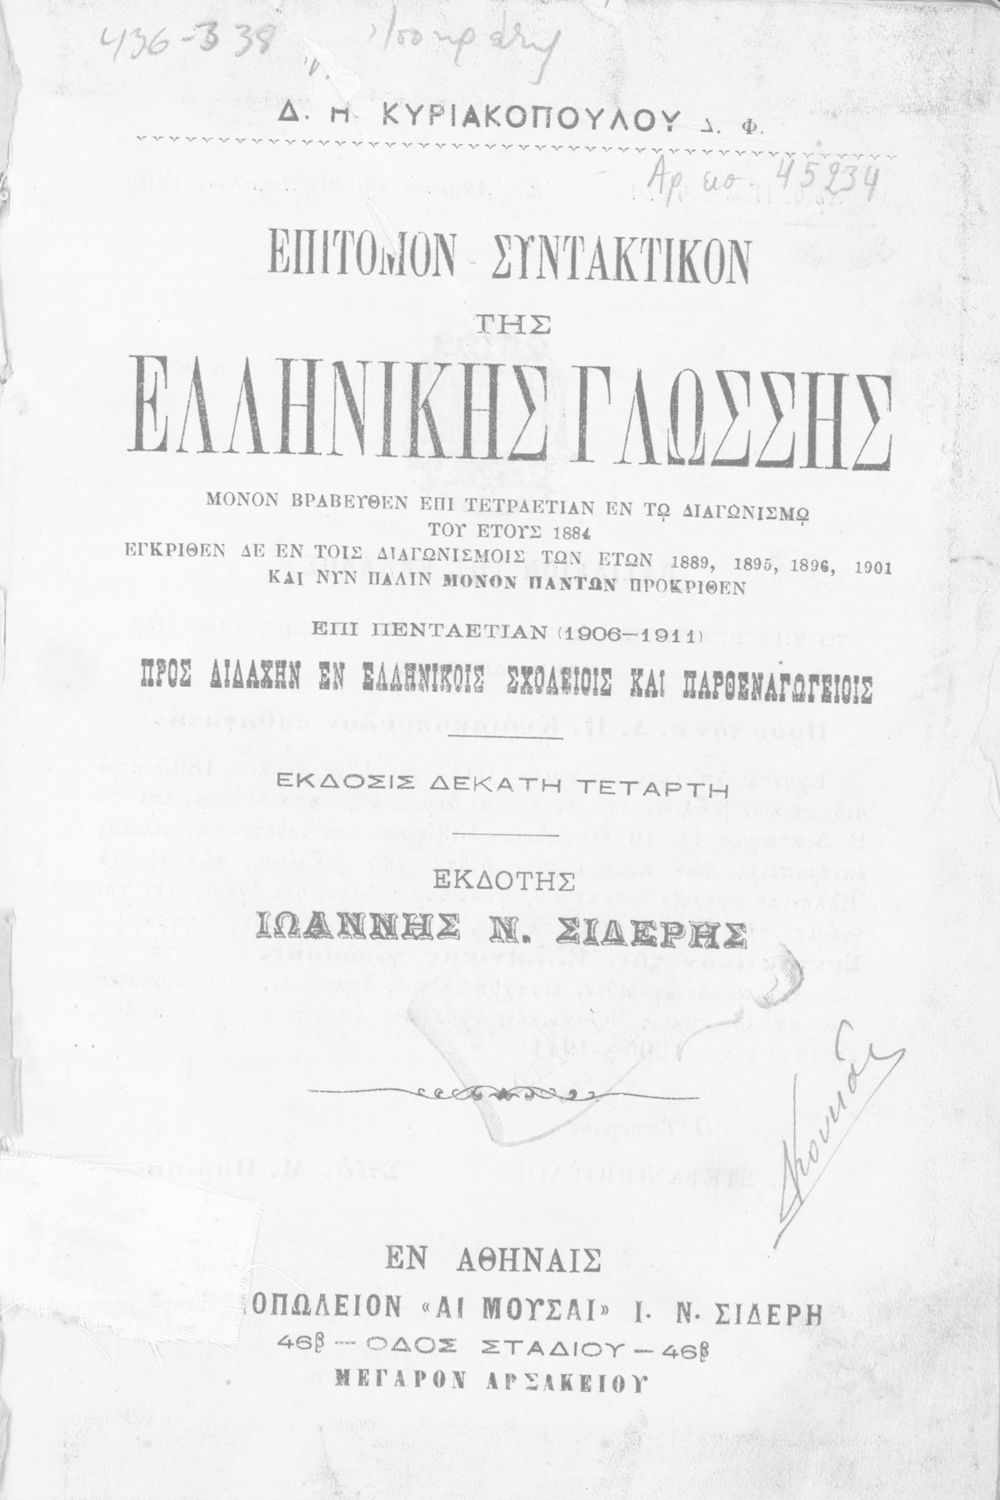 436-338
Δ. Η. ΚΥΡΙΑΚΟΠΟΥΛΟΥ Δ. Φ.
Αρ. εισ. 45234
ΕΠΙΤΟΜΟΝ ΣΥΝΤΑΚΤΙΚΟΝ
ΤΗΣ
ΕΛΛΗΝΙΚΗΣ ΓΛΩΣΣΗΣ
ΜΟΝΟΝ ΒΡΑΒΕΥΘΕΝ ΕΠΙ ΤΕΤΡΑΕΤΙΑΝ ΕΝ Τῼ ΔΙΑΓΩΝΙΣΜῼ
ΤΟΥ ΕΤΟΥΣ 1884
ΕΓΚΡΙΘΕΝ ΔΕ ΕΝ ΤΟΙΣ ΔΙΑΓΩΝΙΣΜΟΙΣ ΤΩΝ ΕΤΩΝ 1889, 1895, 1896, 1901
ΚΑΙ ΝΥΝ ΠΑΛΙΝ ΜΟΝΟΝ ΠΑΝΤΩΝ ΠΡΟΚΡΙΘΕΝ
ΕΠΙ ΠΕΝΤΑΕΤΙΑΝ (1906–1911)
ΠΡΟΣ ΔΙΔΑΧΗΝ ΕΝ ΕΛΛΗΝΙΚΟΙΣ ΣΧΟΛΕΙΟΙΣ ΚΑΙ ΠΑΡΘΕΝΑΓΩΓΕΙΟΙΣ
ΕΚΔΟΣΙΣ ΔΕΚΑΤΗ ΤΕΤΑΡΤΗ
ΕΚΔΟΤΗΣ
ΙΩΑΝΝΗΣ Ν. ΣΙΔΕΡΗΣ
ΕΝ ΑΘΗΝΑΙΣ
ΟΠΩΛΕΙΟΝ «ΑΙ ΜΟΥΣΑΙ» Ι. Ν. ΣΙΔΕΡΗ
46β — ΟΔΟΣ ΣΤΑΔΙΟΥ — 46β
ΜΕΓΑΡΟΝ ΑΡΣΑΚΕΙΟΥ